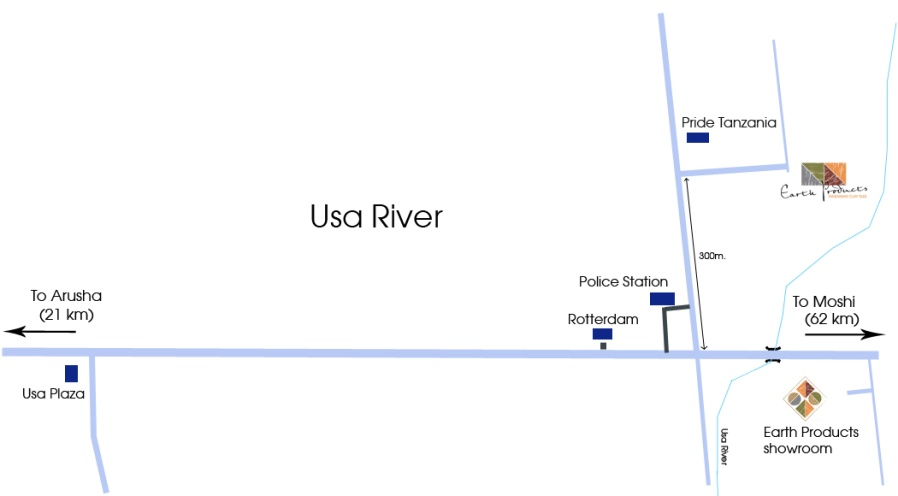 Pride Tanzania
Earth Products
Usa River
300m.
Police Station
To Arusha
(21 km)
To Moshi
(62 km)
Rotterdam
Usa Plaza
Usa River
Earth Products
showroom